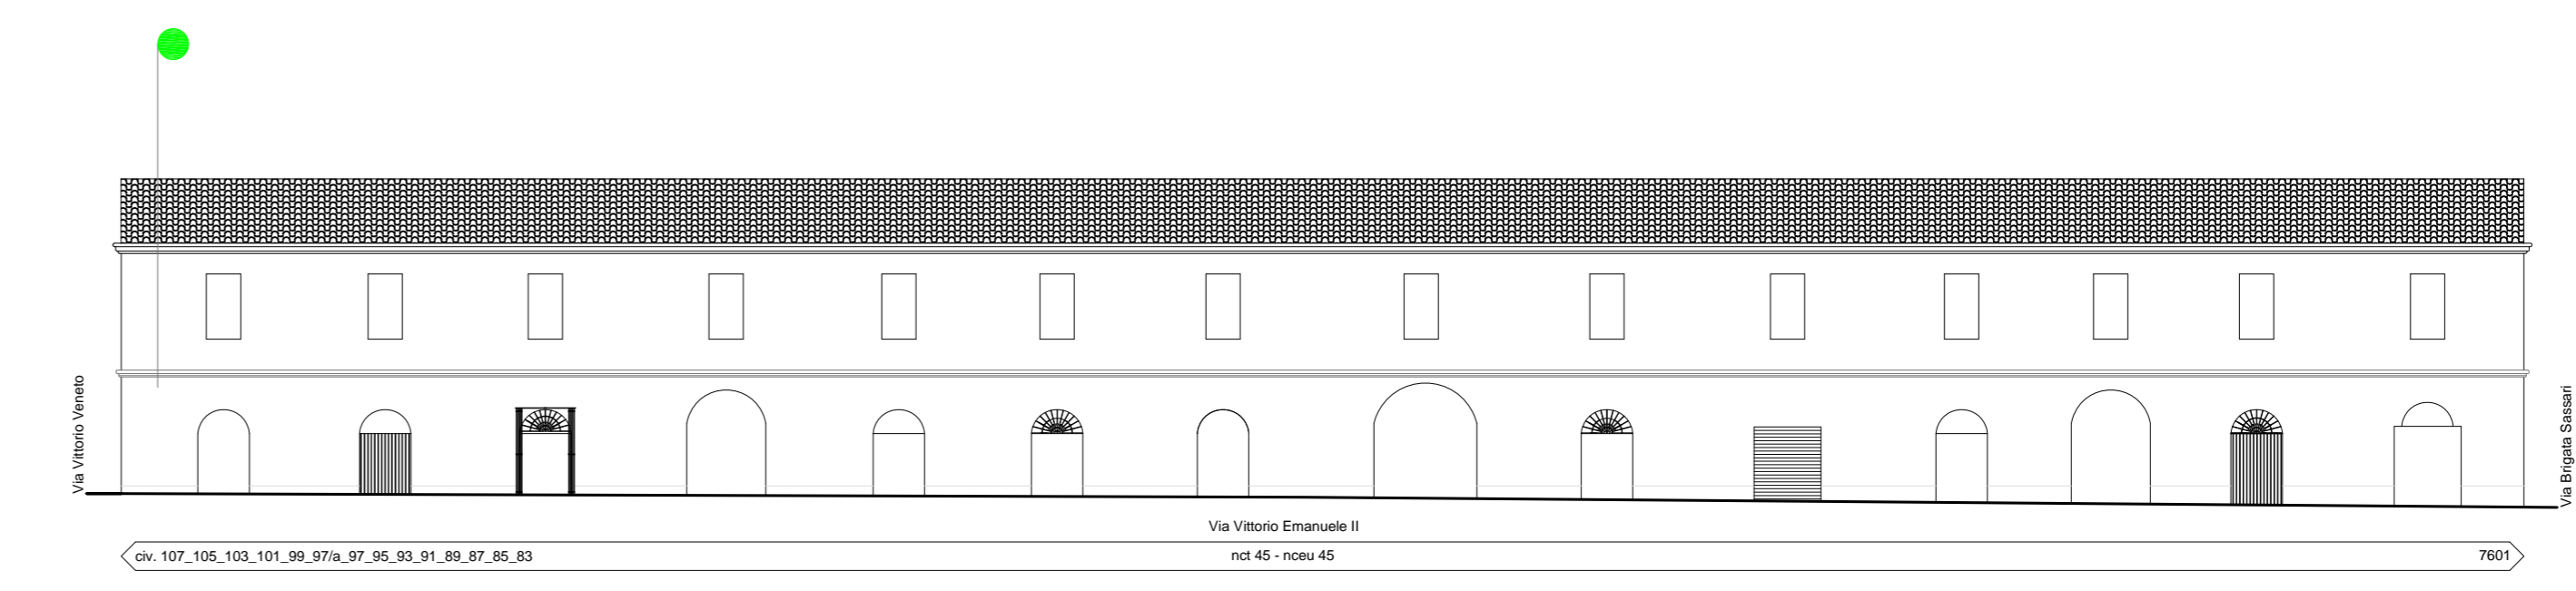 Via Vittorio Veneto
Via Brigata Sassari
Via Vittorio Emanuele II
civ. 107_105_103_101_99_97/a_97_95_93_91_89_87_85_83
nct 45 - nceu 45
7601